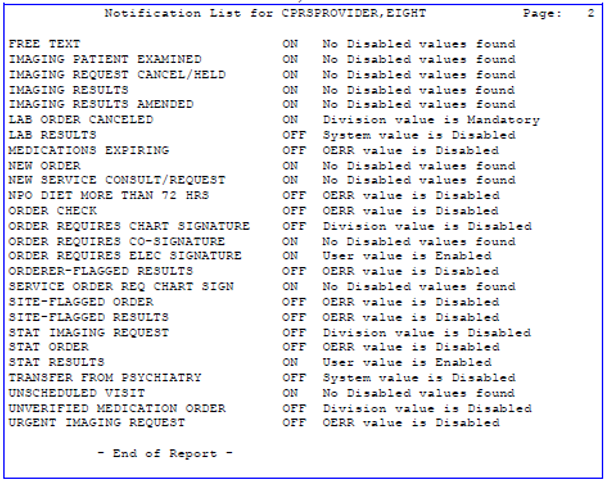 Notification List for CPRSPROVIDER,EIGHT Page: 2
FREE TEXT ON No Disabled values found
IMAGING PATIENT EXAMINED ON No Disabled values found
IMAGING REQUEST CANCEL/HELD ON No Disabled values found
IMAGING RESULTS ON No Disabled values found
IMAGING RESULTS AMENDED ON No Disabled values found
LAB ORDER CANCELED ON Division value is Mandatory
LAB RESULTS OFF System value is Disabled
MEDICATIONS EXPIRING OFF OERR value is Disabled
NEW ORDER ON No Disabled values found
NEW SERVICE CONSULT/REQUEST ON No Disabled values found
NPO DIET MORE THAN 72 HRS OFF OERR value is Disabled
ORDER CHECK OFF OERR value is Disabled
ORDER REQUIRES CHART SIGNATURE OFF Division value is Disabled
ORDER REQUIRES CO-SIGNATURE ON No Disabled values found
ORDER REQUIRES ELEC SIGNATURE ON User value is Enabled
ORDERER-FLAGGED RESULTS OFF OERR value is Disabled
SERVICE ORDER REQ CHART SIGN ON No Disabled values found
SITE-FLAGGED ORDER OFF OERR value is Disabled
SITE-FLAGGED RESULTS OFF OERR value is Disabled
STAT IMAGING REQUEST OFF Division value is Disabled
STAT ORDER OFF OERR value is Disabled
STAT RESULTS ON User value is Enabled
TRANSFER FROM PSYCHIATRY OFF System value is Disabled
UNSCHEDULED VISIT ON No Disabled values found
UNVERIFIED MEDICATION ORDER OFF Division value is Disabled
URGENT IMAGING REQUEST OFF OERR value is Disabled
- End of Report -